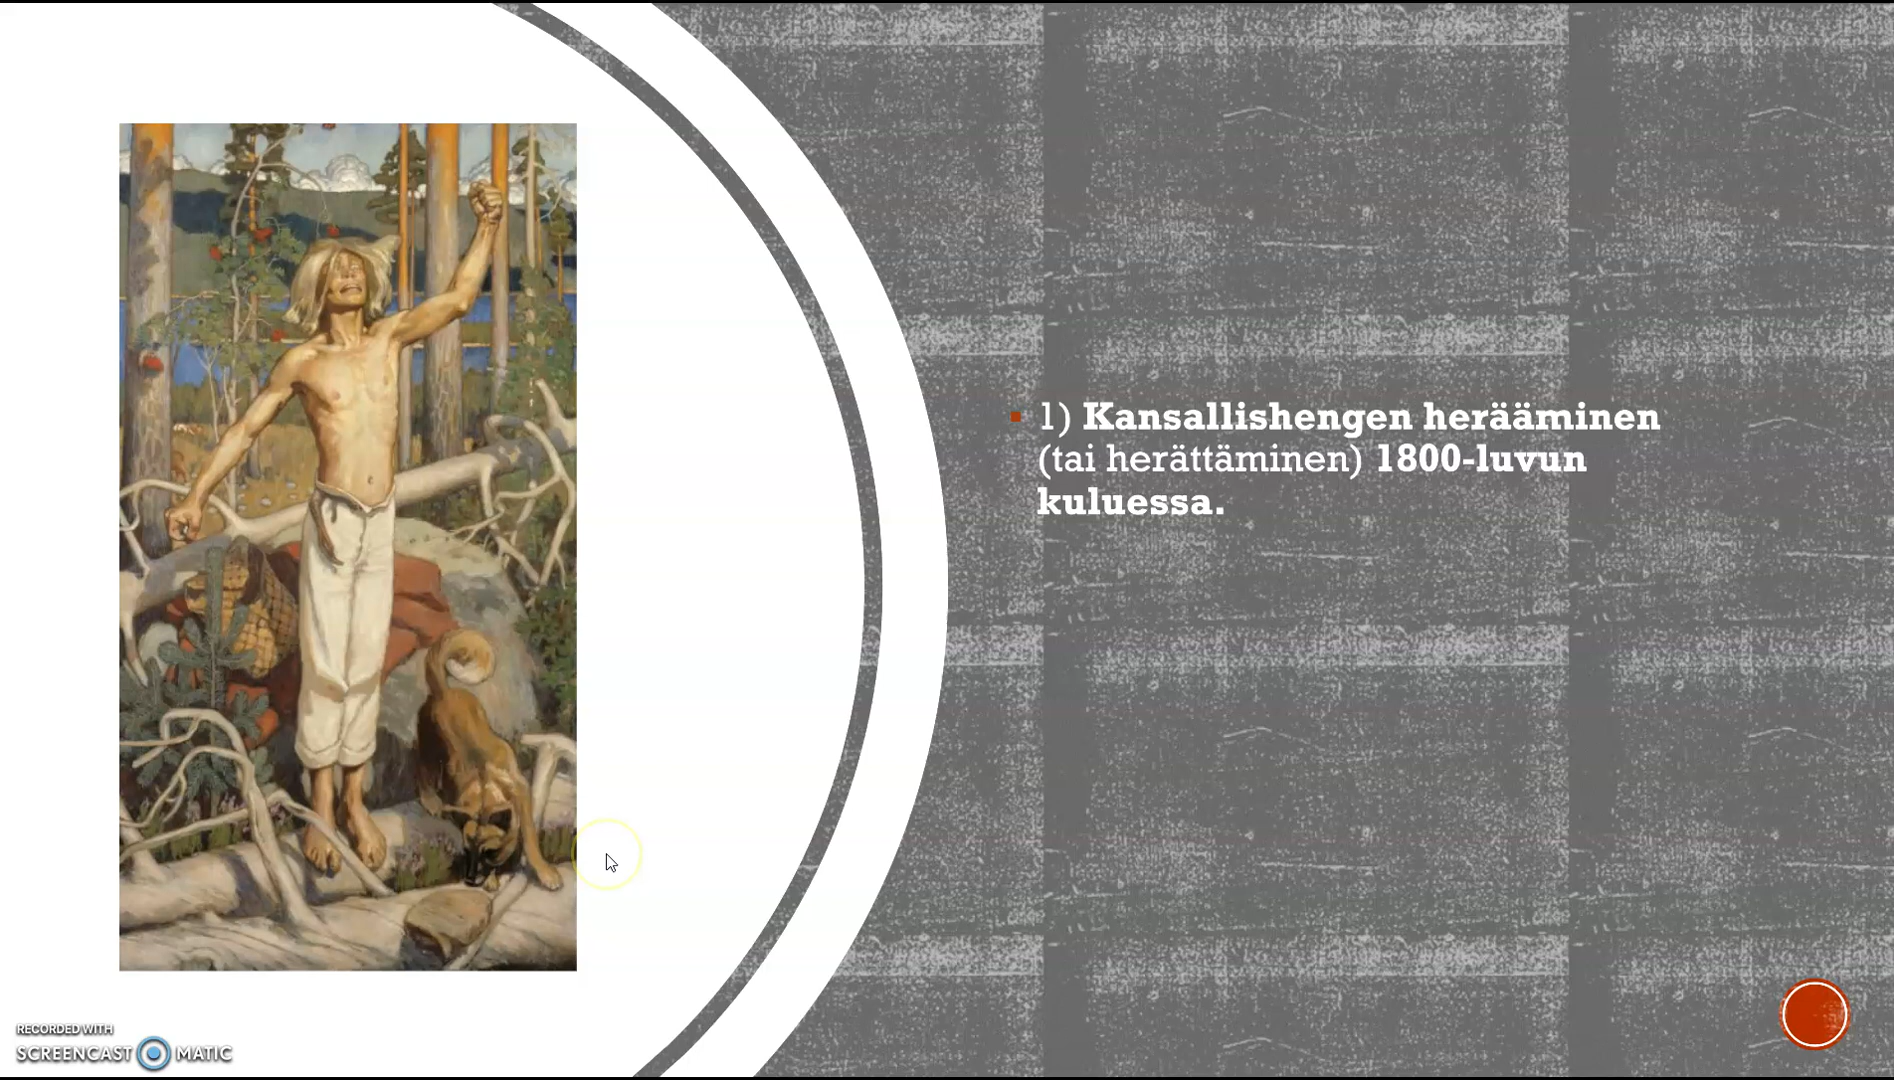 1) Kansallishengen herääminen
(tai herättäminen) 1800-luvun
kuluessa.
RECORDED WITH
SCREENCAST MATIC